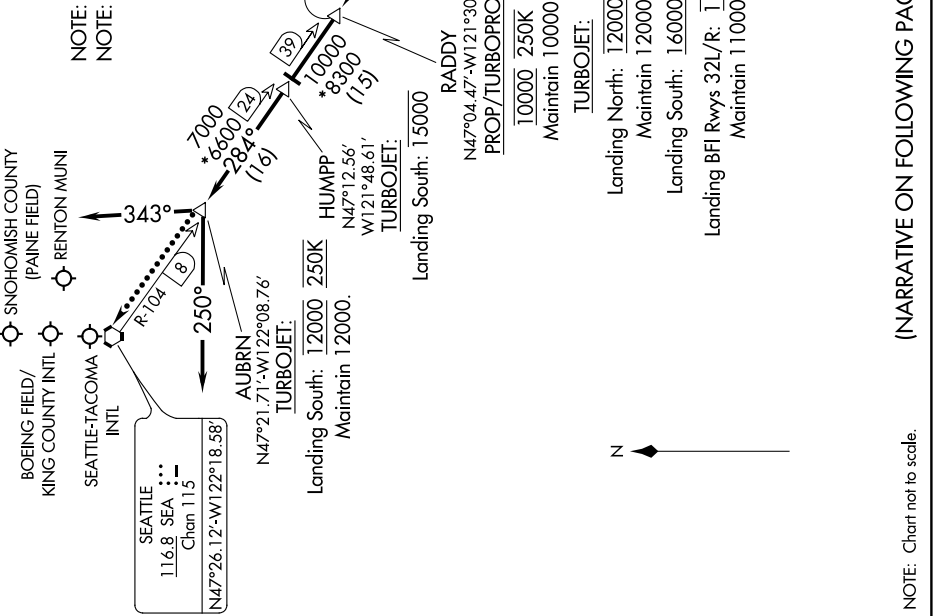 NOTE:
NOTE:
SNOHOMISH COUNTY
(PAINE FIELD)
RENTON MUNI
BOEING FIELD/
KING COUNTY INTL
SEATTLE-TACOMA
INTL
SEATTLE
116.8 SEA
Chan 115
N47°26.12'-W122°18.58'
R-104
8
343°
250°
AUBRN
N47°21.71'-W122°08.76'
TURBOJET:
Landing South: 12000 250K
Maintain 12000.
7000
*6600
24
284°
(16)
HUMPP
N47°12.56'
W121°48.61'
TURBOJET:
Landing South: 15000
39
10000
*8300
(15)
RADDY
N47°04.47'-W121°30
PROP/TURBOPRO
10000 250K
Maintain 10000
TURBOJET:
Landing North: 12000
Maintain 12000
Landing South: 16000
Landing BFI Rwys 32L/R: 1
Maintain 11000
N
NOTE: Chart not to scale.
(NARRATIVE ON FOLLOWING PAG